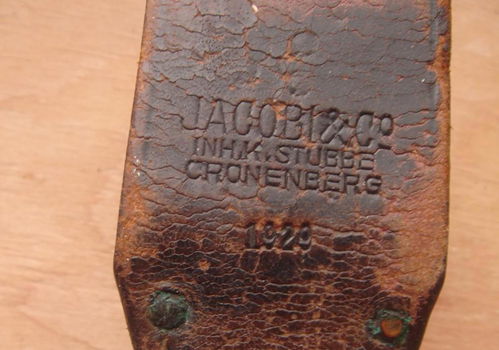 JACOBI & Co
INH.K.STUBBE
CRONENBERG
1929